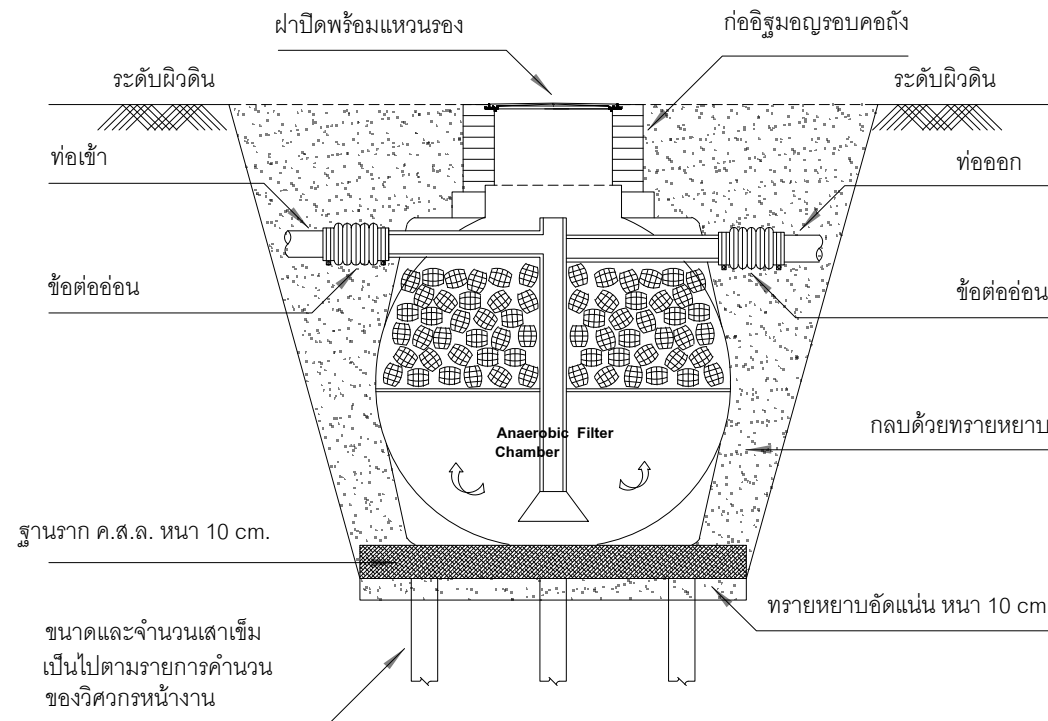 ฝาปิดพร้อมแหวนรอง
ก่ออิฐมอญรอบคอถัง
ระดับผิวดิน
ระดับผิวดิน
ท่อเข้า
ท่อออก
ข้อต่ออ่อน
ข้อต่ออ่อน
กลบด้วยทรายหยาบ
Anaerobic Filter
Chamber
ฐานราก ค.ส.ล. หนา 10 cm.
ทรายหยาบอัดแน่น หนา 10 cm
ขนาดและจำนวนเสาเข็ม
เป็นไปตามรายการคำนวน
ของวิศวกรหน้างาน